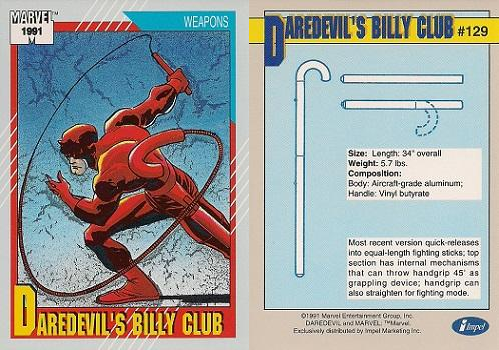 MARVEL™
1991
WEAPONS
DAREDEVIL'S BILLY CLUB
DAREDEVIL'S BILLY CLUB #129
Size: Length: 34" overall
Weight: 5.7 lbs.
Composition:
Body: Aircraft-grade aluminum;
Handle: Vinyl butyrate
Most recent version quick-releases
into equal-length fighting sticks; top
section has internal mechanisms
that can throw handgrip 45' as
grappling device; handgrip can
also straighten for fighting mode.
©1991 Marvel Entertainment Group, Inc.
DAREDEVIL and MARVEL: ™Marvel.
Exclusively distributed by Impel Marketing Inc.
Impel